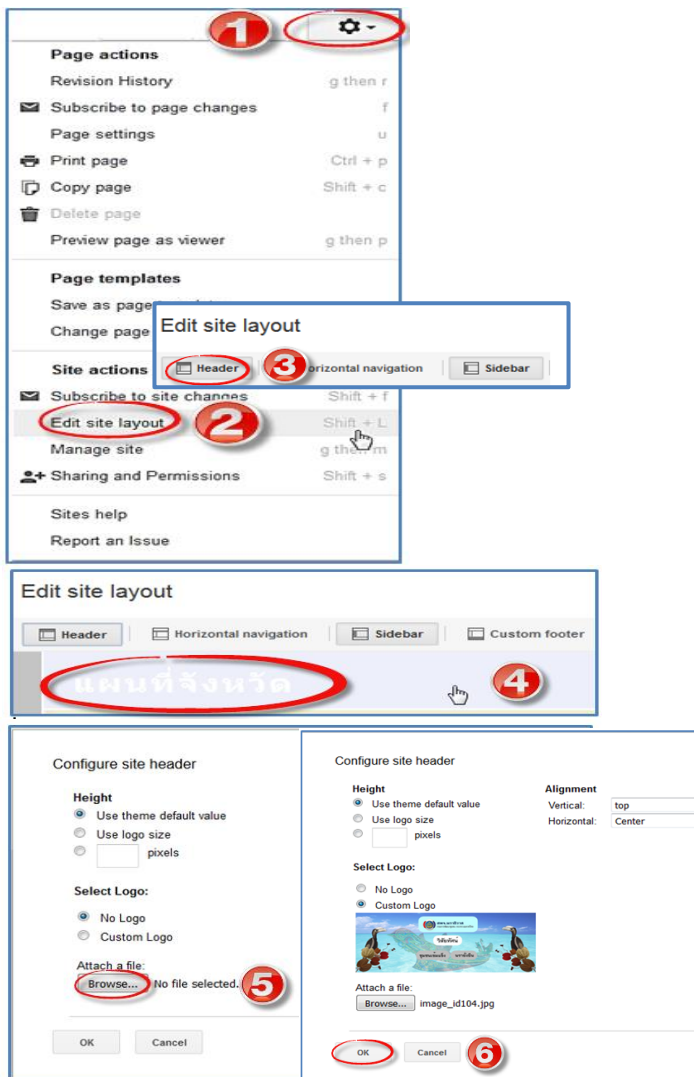 1
Page actions
Revision History g then r
Subscribe to page changes f
Page settings u
Print page Ctrl + p
Copy page Shift + c
Delete page
Preview page as viewer g then p
Page templates
Save as page
Change page
Edit site layout
Header 3 orizontal navigation Sidebar
Site actions
Subscribe to site changes Shift + f
Edit site layout 2 Shift + L
Manage site g then m
Sharing and Permissions Shift + s
Sites help
Report an Issue
Edit site layout
Header Horizontal navigation Sidebar Custom footer
แผนที่จังหวัด 4
Configure site header
Height
Use theme default value
Use logo size
pixels
Select Logo:
No Logo
Custom Logo
Attach a file:
Browse... No file selected. 5
OK Cancel
Configure site header
Height Alignment
Use theme default value Vertical: top
Use logo size Horizontal: Center
pixels
Select Logo:
No Logo
Custom Logo
วิสัยทัศน์
Attach a file:
Browse... image_id104.jpg
OK Cancel 6